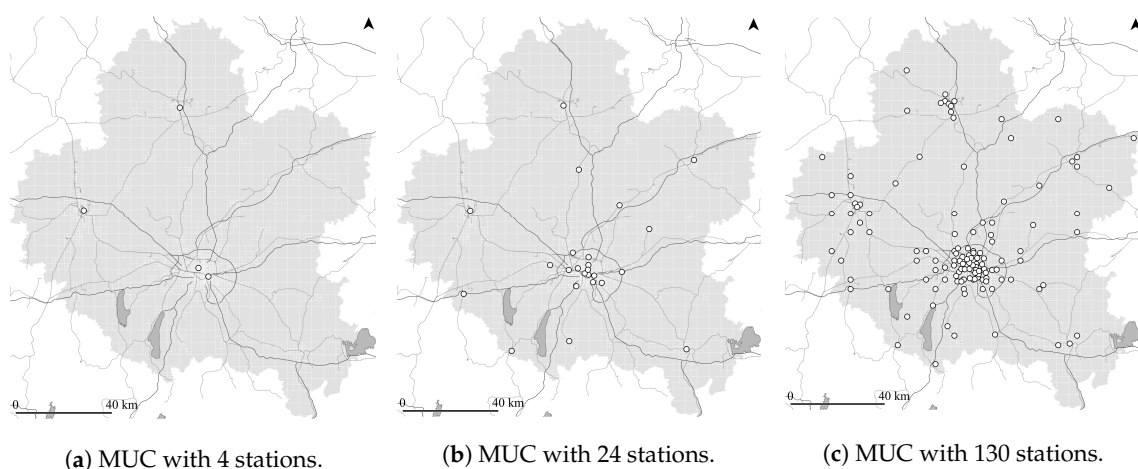 0 40 km
0 40 km
0 40 km
(a) MUC with 4 stations.
(b) MUC with 24 stations.
(c) MUC with 130 stations.